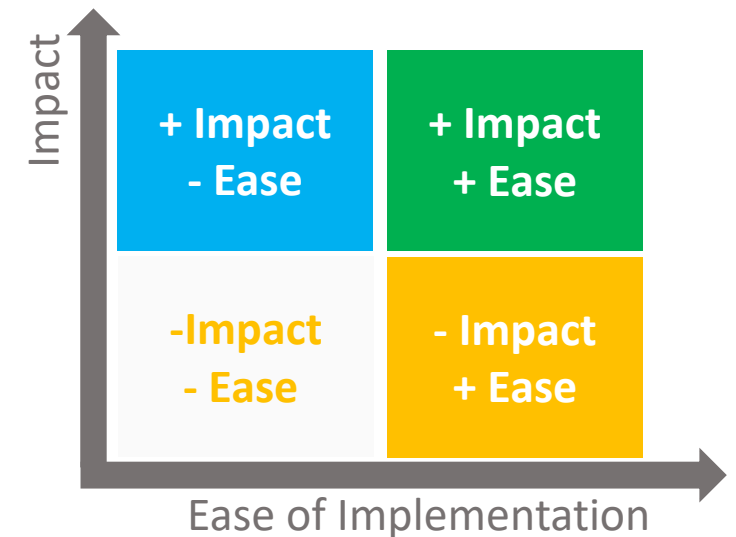 Impact
+ Impact
- Ease
+ Impact
+ Ease
-Impact
- Ease
- Impact
+ Ease
Ease of Implementation